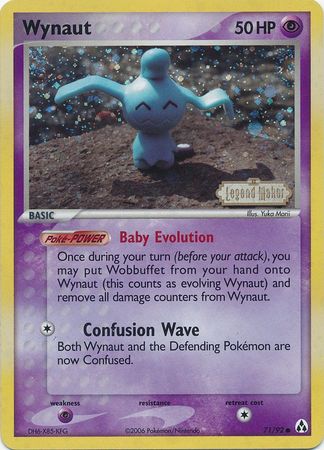 Wynaut 50 HP
Legend Maker
BASIC Illus. Yuka Morii
Poké-POWER Baby Evolution
Once during your turn (before your attack), you
may put Wobbuffet from your hand onto
Wynaut (this counts as evolving Wynaut) and
remove all damage counters from Wynaut.
Confusion Wave
Both Wynaut and the Defending Pokémon are
now Confused.
weakness resistance retreat cost
DH6-X85-KFG ©2006 Pokémon/Nintendo 71/92 ●